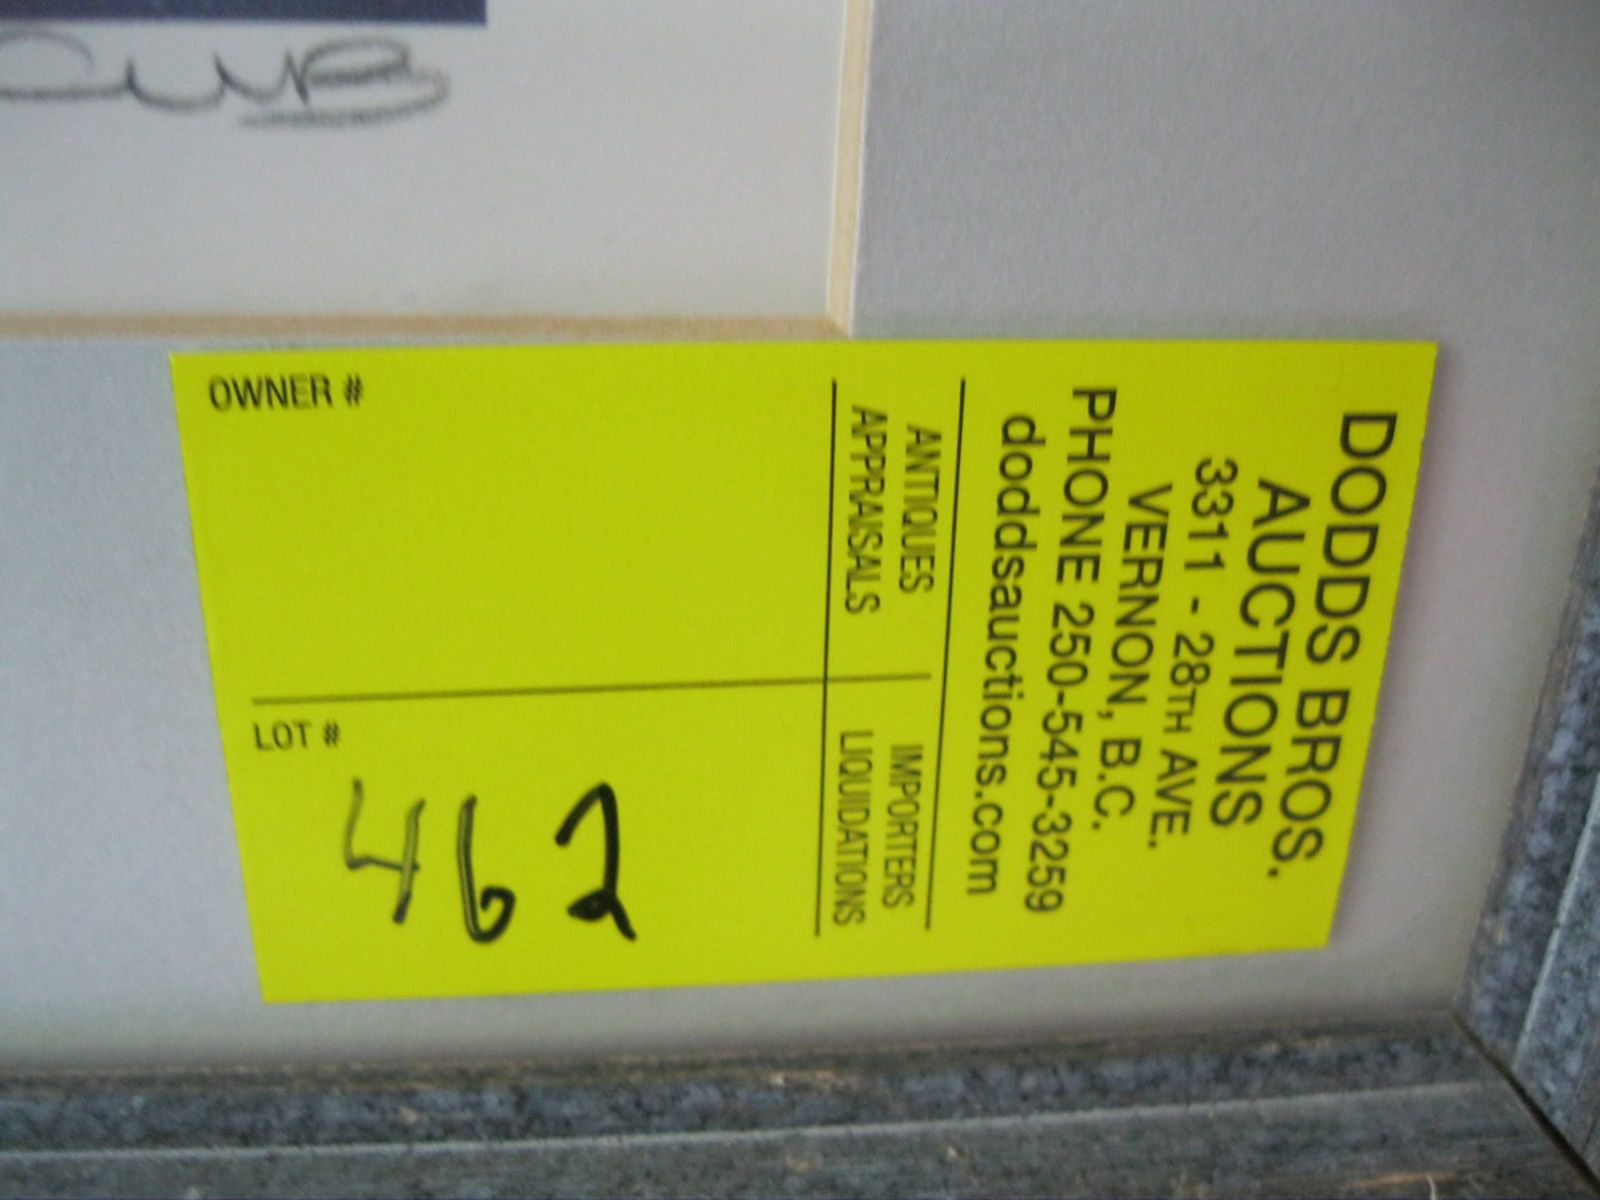 DODDS BROS.
AUCTIONS
3311 - 28TH AVE.
VERNON, B.C.
PHONE 250-545-3259
doddsauctions.com
ANTIQUES
APPRAISALS
IMPORTERS
LIQUIDATIONS
OWNER #
LOT #
462